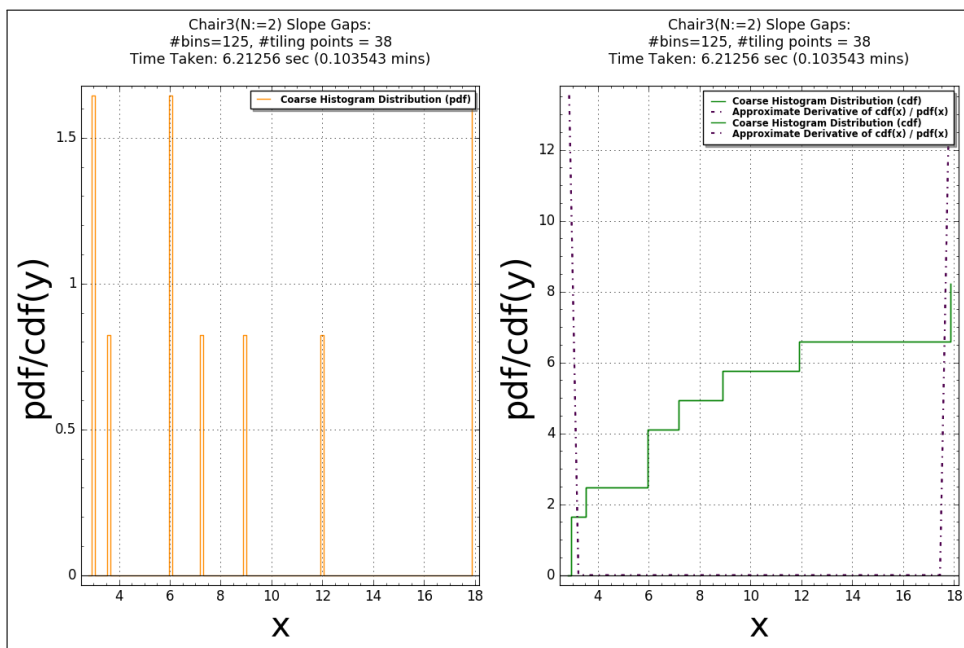 Chair3(N:=2) Slope Gaps:
#bins=125, #tiling points = 38
Time Taken: 6.21256 sec (0.103543 mins)
Coarse Histogram Distribution (pdf)
1.5
1
0.5
0
pdf/cdf(y)
4 6 8 10 12 14 16 18
x
Chair3(N:=2) Slope Gaps:
#bins=125, #tiling points = 38
Time Taken: 6.21256 sec (0.103543 mins)
Coarse Histogram Distribution (cdf)
Approximate Derivative of cdf(x) / pdf(x)
Coarse Histogram Distribution (cdf)
Approximate Derivative of cdf(x) / pdf(x)
12
10
8
6
4
2
0
pdf/cdf(y)
4 6 8 10 12 14 16 18
x